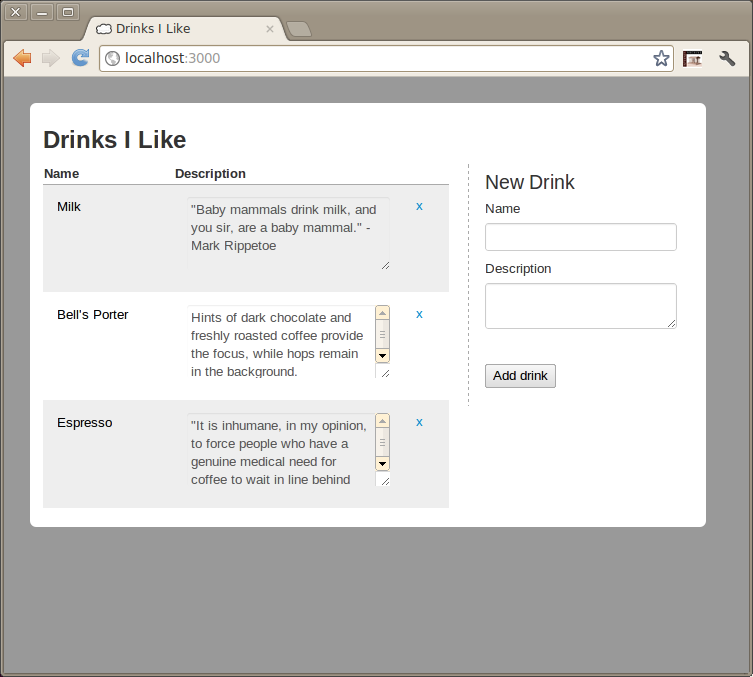 Drinks I Like
localhost:3000
Drinks I Like
Name Description
Milk
"Baby mammals drink milk, and
you sir, are a baby mammal." -
Mark Rippetoe
x
Bell's Porter
Hints of dark chocolate and
freshly roasted coffee provide
the focus, while hops remain
in the background.
x
Espresso
"It is inhumane, in my opinion,
to force people who have a
genuine medical need for
coffee to wait in line behind
x
New Drink
Name
Description
Add drink